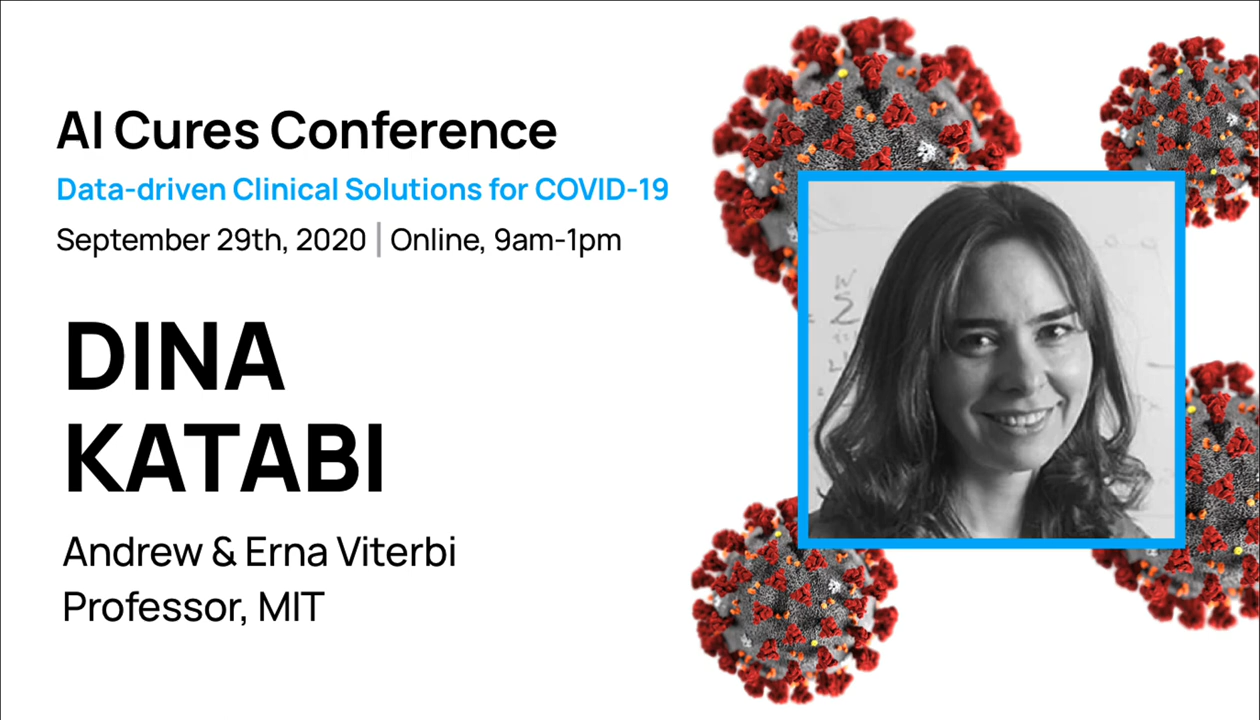 AI Cures Conference
Data-driven Clinical Solutions for COVID-19
September 29th, 2020 | Online, 9am-1pm
DINA
KATABI
Andrew & Erna Viterbi
Professor, MIT